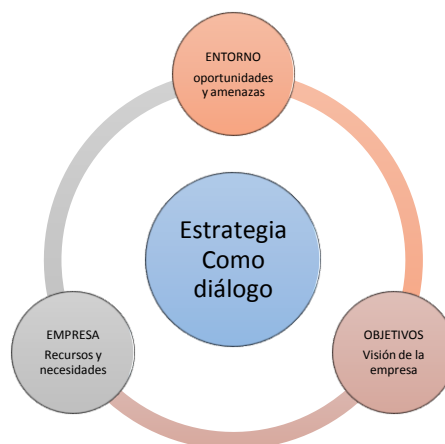 ENTORNO
oportunidades
y amenazas
Estrategia
Como
diálogo
EMPRESA
Recursos y
necesidades
OBJETIVOS
Visión de la
empresa